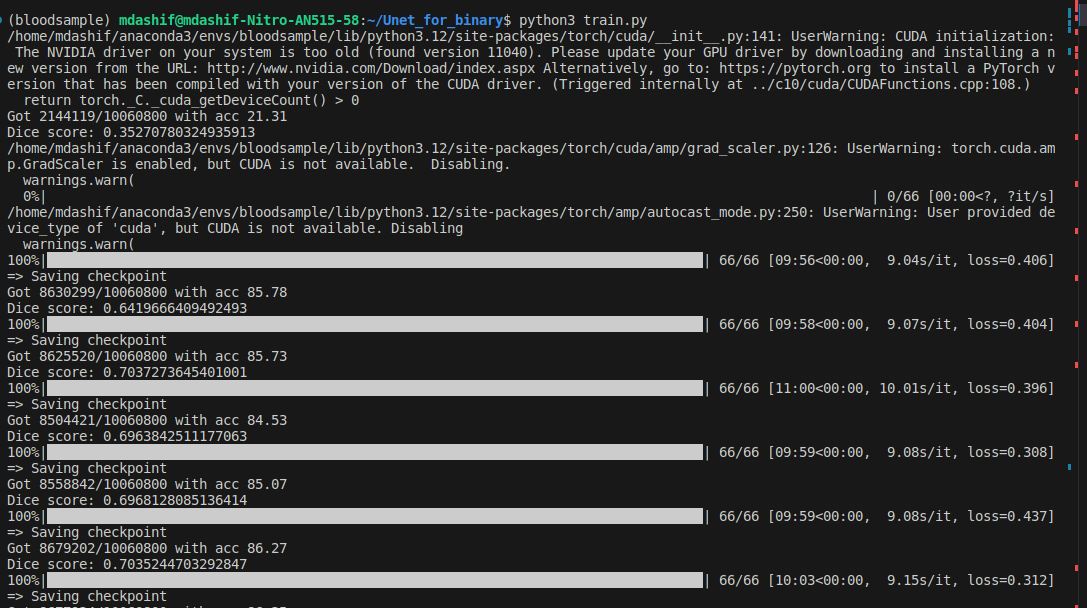 (bloodsample) mdashif@mdashif-Nitro-AN515-58:~/Unet_for_binary$ python3 train.py
/home/mdashif/anaconda3/envs/bloodsample/lib/python3.12/site-packages/torch/cuda/__init__.py:141: UserWarning: CUDA initialization:
The NVIDIA driver on your system is too old (found version 11040). Please update your GPU driver by downloading and installing a n
ew version from the URL: http://www.nvidia.com/Download/index.aspx Alternatively, go to: https://pytorch.org to install a PyTorch v
ersion that has been compiled with your version of the CUDA driver. (Triggered internally at ../c10/cuda/CUDAFunctions.cpp:108.)
return torch._C._cuda_getDeviceCount() > 0
Got 2144119/10060800 with acc 21.31
Dice score: 0.35270780324935913
/home/mdashif/anaconda3/envs/bloodsample/lib/python3.12/site-packages/torch/cuda/amp/grad_scaler.py:126: UserWarning: torch.cuda.am
p.GradScaler is enabled, but CUDA is not available.  Disabling.
warnings.warn(
0%| | 0/66 [00:00<?, ?it/s]
/home/mdashif/anaconda3/envs/bloodsample/lib/python3.12/site-packages/torch/amp/autocast_mode.py:250: UserWarning: User provided de
vice_type of 'cuda', but CUDA is not available. Disabling
warnings.warn(
100%| | 66/66 [09:56<00:00,  9.04s/it, loss=0.406]
=> Saving checkpoint
Got 8630299/10060800 with acc 85.78
Dice score: 0.6419666409492493
100%| | 66/66 [09:58<00:00,  9.07s/it, loss=0.404]
=> Saving checkpoint
Got 8625520/10060800 with acc 85.73
Dice score: 0.7037273645401001
100%| | 66/66 [11:00<00:00, 10.01s/it, loss=0.396]
=> Saving checkpoint
Got 8504421/10060800 with acc 84.53
Dice score: 0.6963842511177063
100%| | 66/66 [09:59<00:00,  9.08s/it, loss=0.308]
=> Saving checkpoint
Got 8558842/10060800 with acc 85.07
Dice score: 0.6968128085136414
100%| | 66/66 [09:59<00:00,  9.08s/it, loss=0.437]
=> Saving checkpoint
Got 8679202/10060800 with acc 86.27
Dice score: 0.7035244703292847
100%| | 66/66 [10:03<00:00,  9.15s/it, loss=0.312]
=> Saving checkpoint